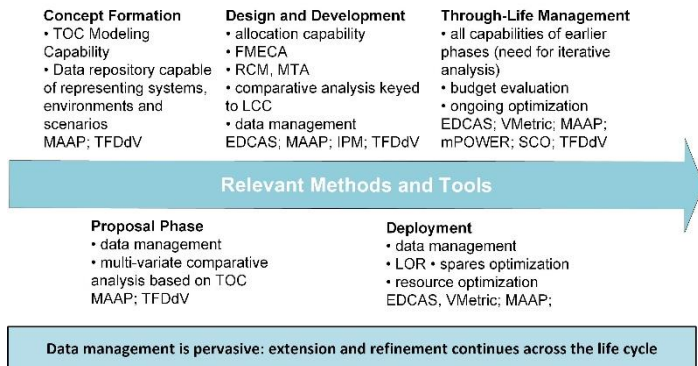 Concept Formation
• TOC Modeling
Capability
• Data repository capable
of representing systems,
environments and
scenarios
MAAP; TFDdV
Design and Development
• allocation capability
• FMECA
• RCM, MTA
• comparative analysis keyed
to LCC
• data management
EDCAS; MAAP; IPM; TFDdV
Through-Life Management
• all capabilities of earlier
phases (need for iterative
analysis)
• budget evaluation
• ongoing optimization
EDCAS; VMetric; MAAP;
mPOWER; SCO; TFDdV
Relevant Methods and Tools
Proposal Phase
• data management
• multi-variate comparative
analysis based on TOC
MAAP; TFDdV
Deployment
• data management
• LOR • spares optimization
• resource optimization
EDCAS, VMetric; MAAP;
Data management is pervasive: extension and refinement continues across the life cycle